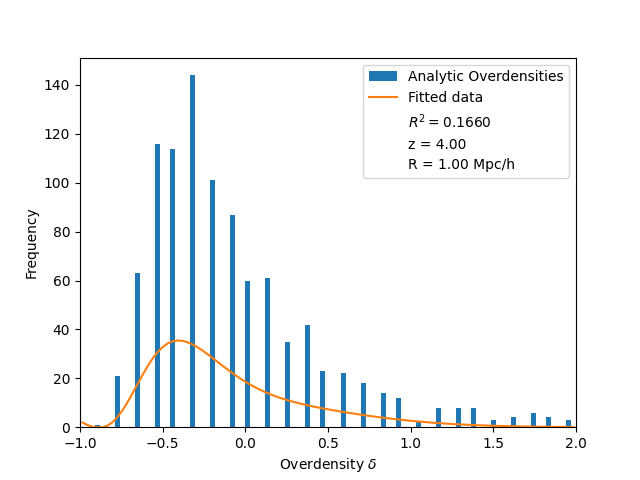 Analytic Overdensities
Fitted data
R² = 0.1660
z = 4.00
R = 1.00 Mpc/h
140
120
100
80
60
40
20
0
Frequency
−1.0 −0.5 0.0 0.5 1.0 1.5 2.0
Overdensity δ